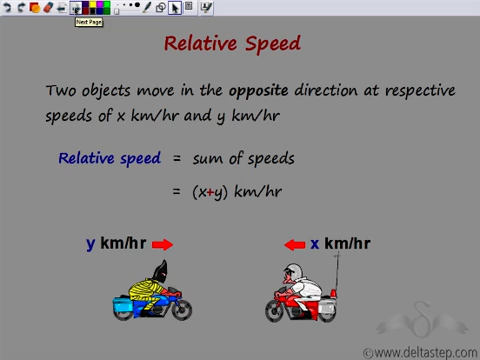 Next Page
Relative Speed
Two objects move in the opposite direction at respective
speeds of x km/hr and y km/hr
Relative speed = sum of speeds
= (x+y) km/hr
y km/hr
x km/hr
© www.deltastep.com